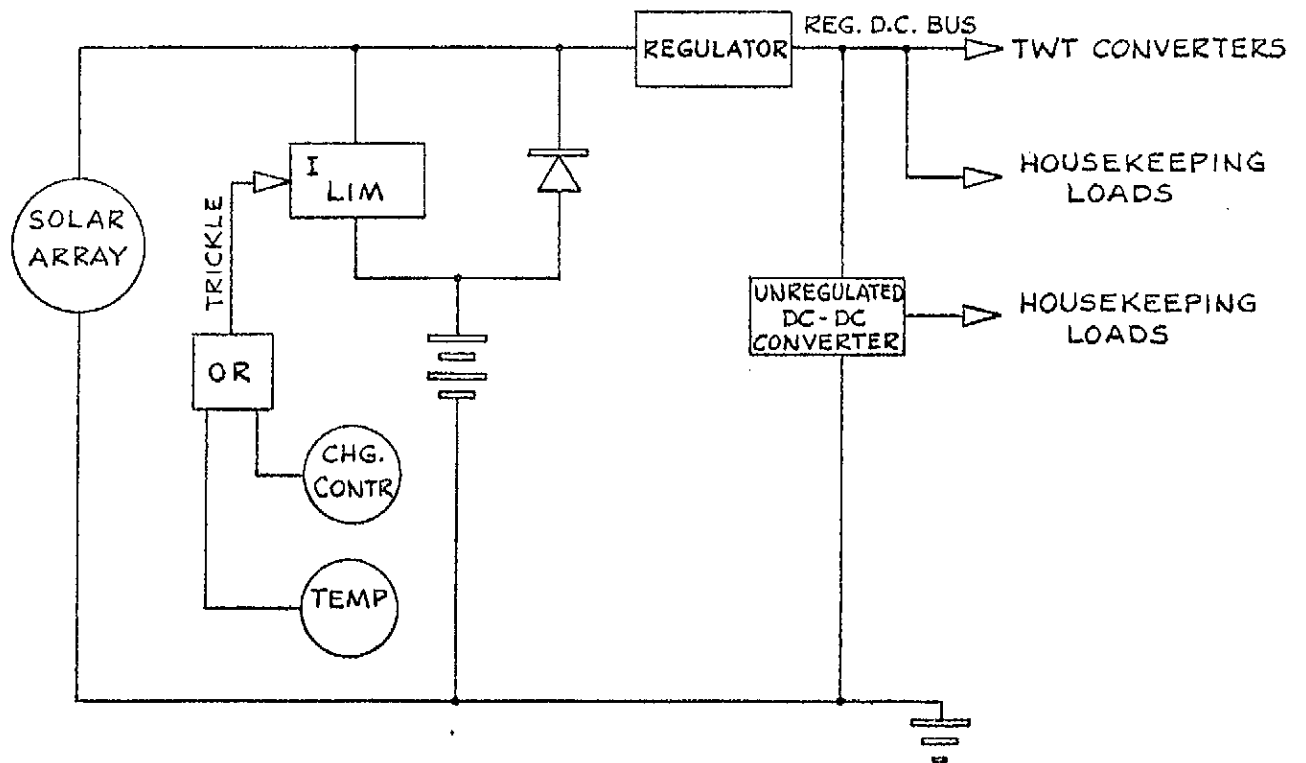 REG. D.C. BUS
REGULATOR
TWT CONVERTERS
I
LIM
HOUSEKEEPING
LOADS
TRICKLE
SOLAR
ARRAY
UNREGULATED
DC-DC
CONVERTER
HOUSEKEEPING
LOADS
OR
CHG.
CONTR
TEMP